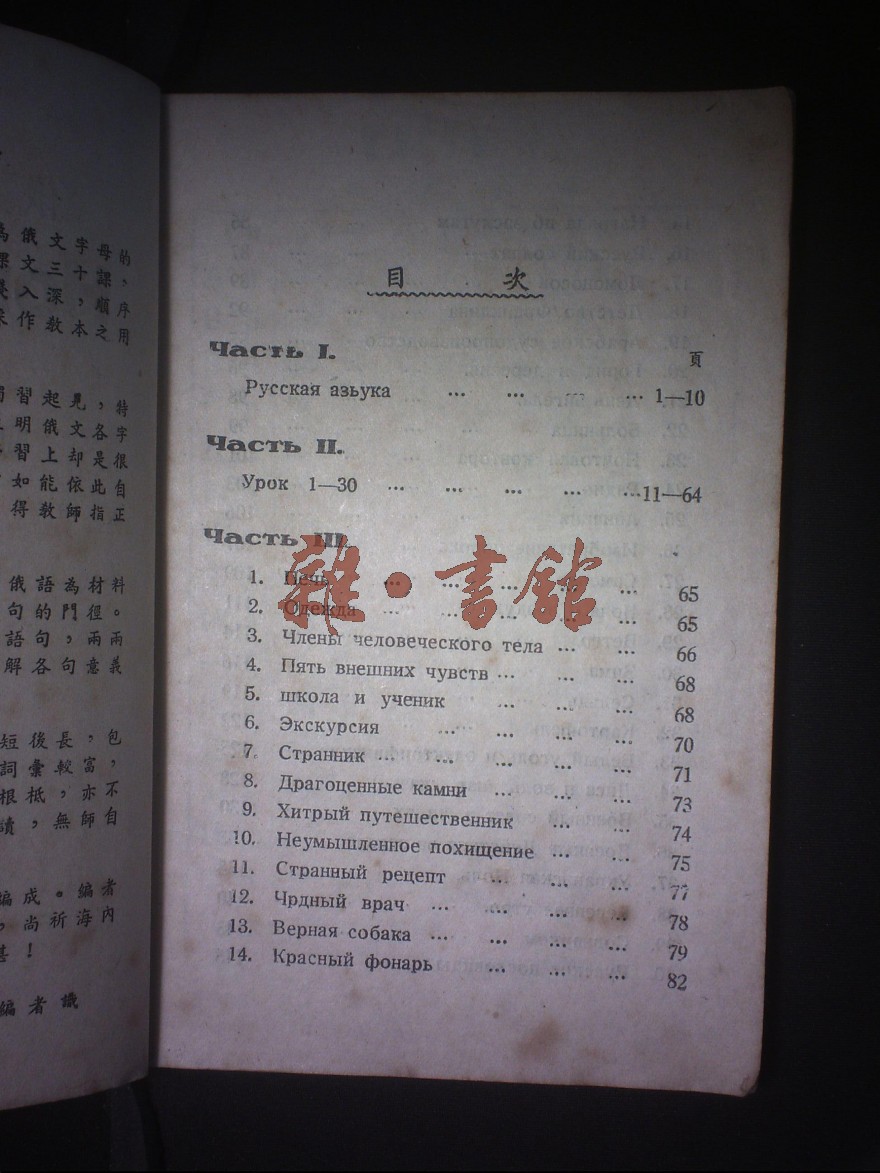 為俄文字母的
課文三十課,
入深,順序
作教本之用
習起見,特
明俄文各字
習上却是很
如能依此自
得教師指正
俄語為材料
句的門徑。
語句,兩兩
解各句意義
短後長,包
詞彙較富,
根柢,亦不
讀,無師自
編成。編者
,尚祈海內
甚!
編者識
目次
Часть I.
頁
Русская азьука ... ... ... ... 1—10
Часть II.
Урок 1—30 ... ... ... ... ...11—64
Часть III.
1. Печь ... ... ... ... ... 65
2. Одежда ... ... ... ... ... 65
3. Члены человеческого тела ... ... 66
4. Пять внешних чувств ... ... ... 68
5. школа и ученик ... ... ... 68
6. Экскурсия ... ... ... ... 70
7. Странник ... ... ... ... ... 71
8. Драгоценные камни ... ... ... 73
9. Хитрый путешественник ... ... 74
10. Неумышленное похищение ... ... 75
11. Странный рецепт ... ... ... 77
12. Чрдный врач ... ... ... ... 78
13. Верная собака ... ... ... ... 79
14. Красный фонарь ... ... ... 82
雜·書館